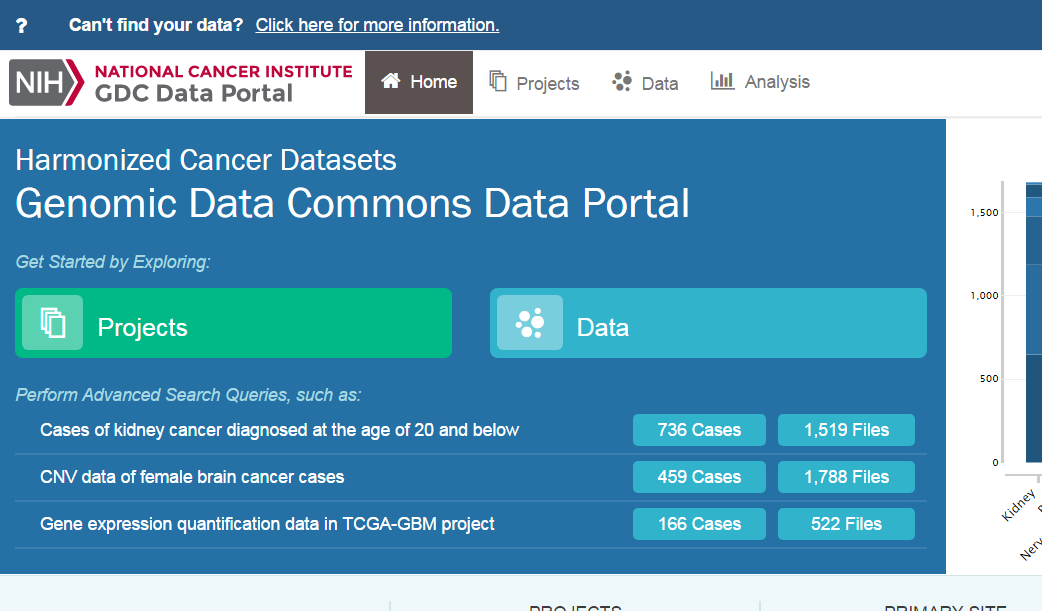 ? Can't find your data? Click here for more information.
NIH NATIONAL CANCER INSTITUTE
GDC Data Portal
Home Projects Data Analysis
Harmonized Cancer Datasets
Genomic Data Commons Data Portal
Get Started by Exploring:
Projects Data
Perform Advanced Search Queries, such as:
Cases of kidney cancer diagnosed at the age of 20 and below 736 Cases 1,519 Files
CNV data of female brain cancer cases 459 Cases 1,788 Files
Gene expression quantification data in TCGA-GBM project 166 Cases 522 Files
1,500
1,000
500
0
Kidney
PROJECTS PRIMARY SITE